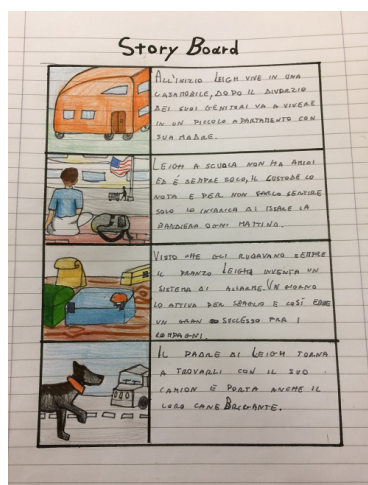 Story Board
All'inizio Leigh vive in una
casamobile, dopo il divorzio
dei suoi genitori va a vivere
in un piccolo apartamento con
sua madre.
Leigh a scuola non ha amici
ed é sempre solo, il custode lo
nota e per non farlo sentire
solo lo incarica di issare la
bandiera ogni mattina.
Visto che gli rubavano sempre
il pranzo Leigh inventa un
sistema di allarme. Un giorno
lo attiva per sbaglio e cosí ebbe
un gran successo fra i
compagni.
Il padre di Leigh torna
a trovarli con il suo
camion e porta anche il
loro cane Brigante.